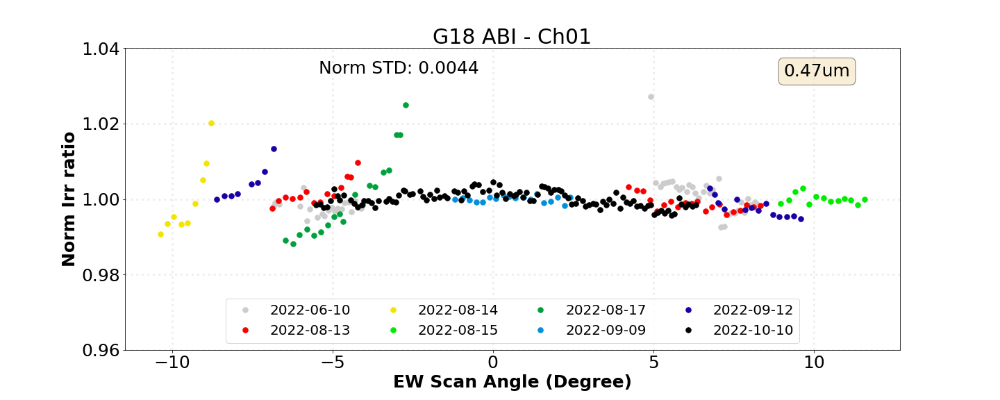 G18 ABI - Ch01
Norm STD: 0.0044
0.47um
Norm Irr ratio
1.04
1.02
1.00
0.98
0.96
2022-06-10 2022-08-14 2022-08-17 2022-09-12
2022-08-13 2022-08-15 2022-09-09 2022-10-10
−10 −5 0 5 10
EW Scan Angle (Degree)